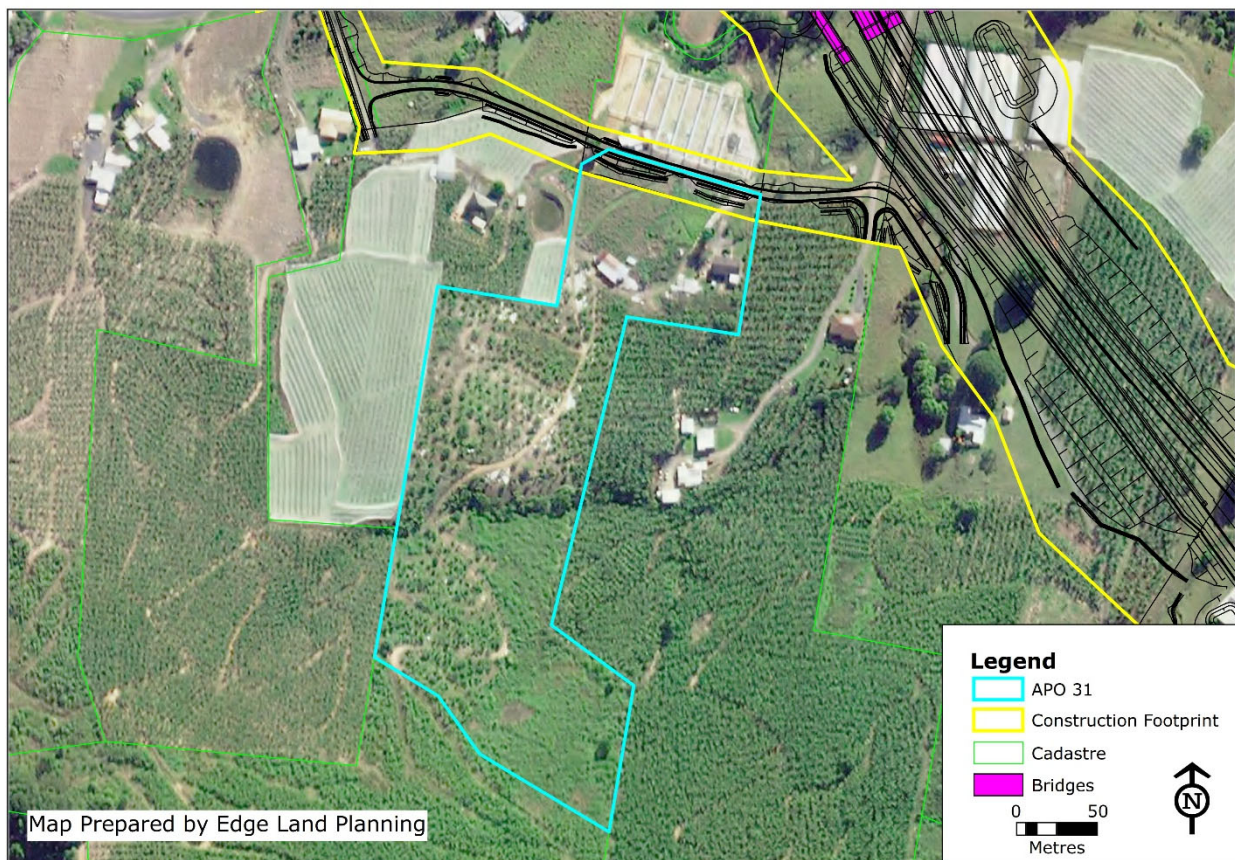 Legend
APO 31
Construction Footprint
Cadastre
Bridges
0 50
Metres
N
Map Prepared by Edge Land Planning